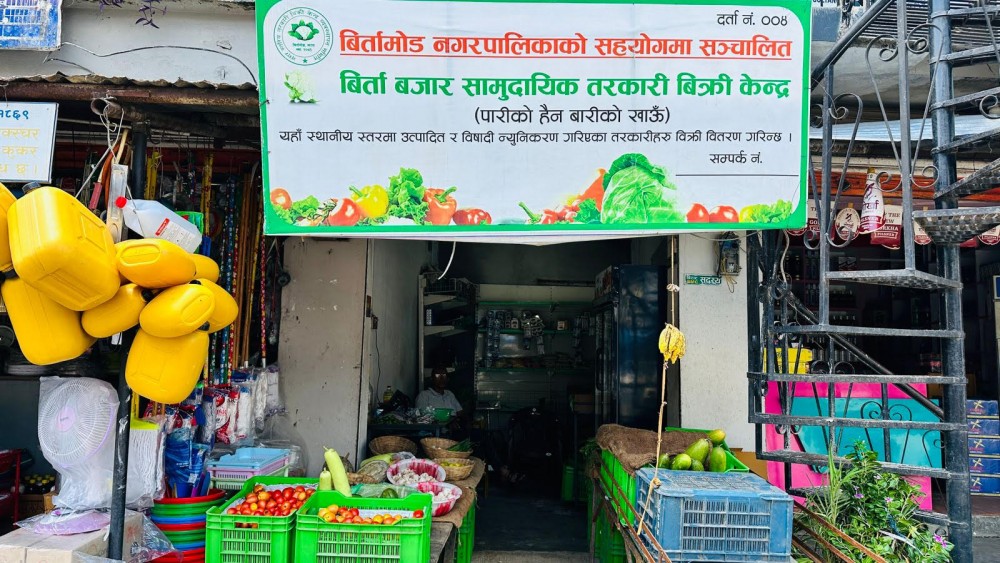 दर्ता नं. ००४
बिर्तामोड नगरपालिकाको सहयोगमा सञ्चालित
बिर्ता बजार सामुदायिक तरकारी बिक्री केन्द्र
(पारीको हैन बारीको खाऔँ)
यहाँ स्थानीय स्तरमा उत्पादित र विषादी न्युनिकरण गरिएका तरकारीहरु विक्री वितरण गरिन्छ ।
सम्पर्क नं.